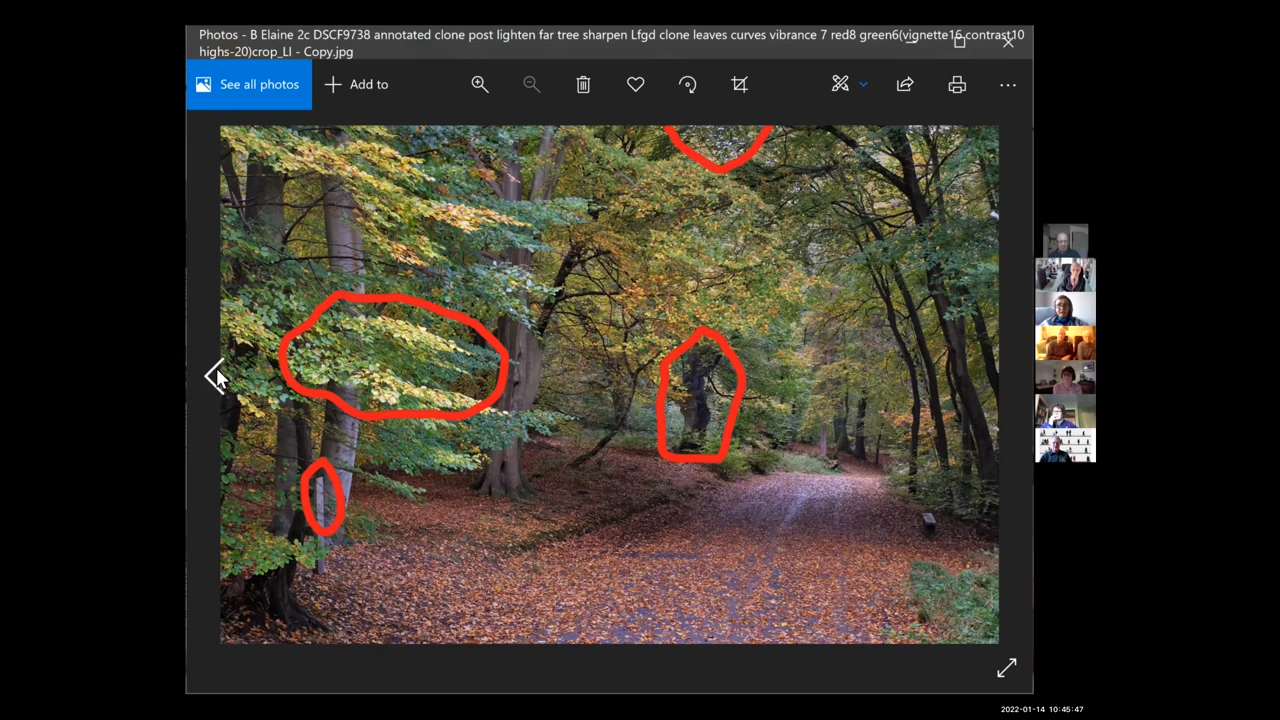 Photos - B Elaine 2c DSCF9738 annotated clone post lighten far tree sharpen Lfgd clone leaves curves vibrance 7 red8 green6(vignette16,contrast10
highs-20)crop_LI - Copy.jpg
See all photos
Add to
2022-01-14 10:45:47